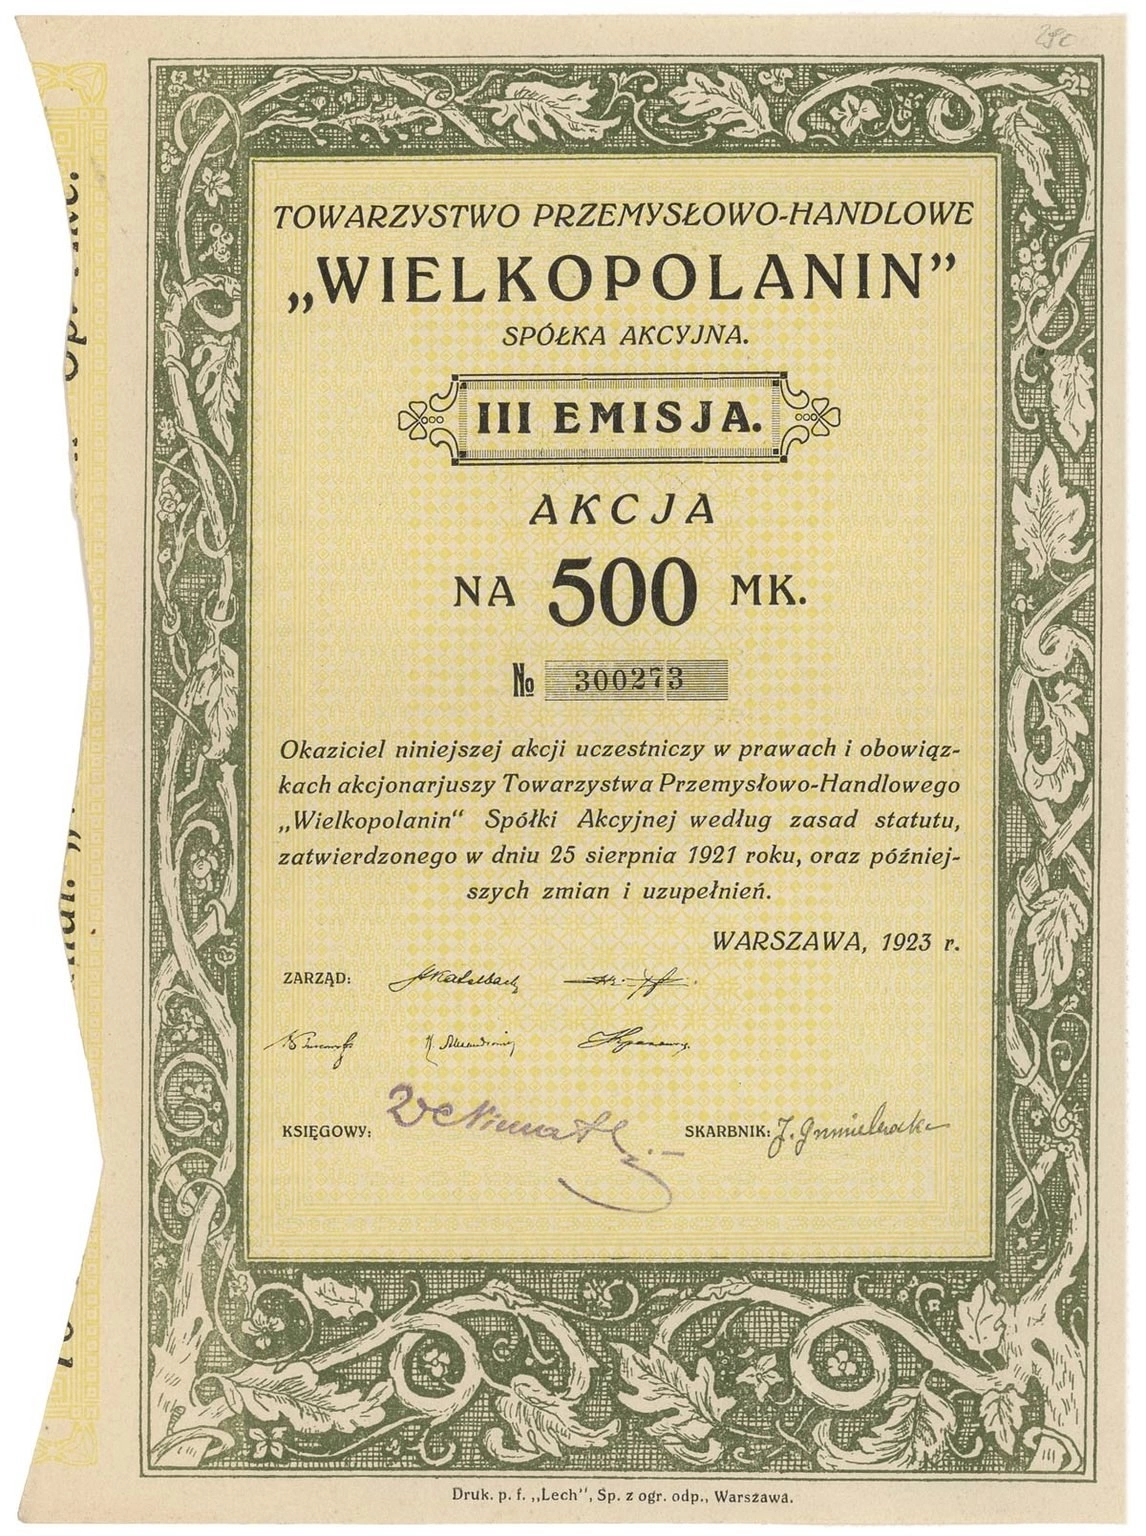 TOWARZYSTWO PRZEMYSŁOWO-HANDLOWE
„WIELKOPOLANIN”
SPÓŁKA AKCYJNA.
III EMISJA.
AKCJA
NA 500 MK.
№ 300273
Okaziciel niniejszej akcji uczestniczy w prawach i obowiąz-
kach akcjonarjuszy Towarzystwa Przemysłowo-Handlowego
„Wielkopolanin“ Spółki Akcyjnej według zasad statutu,
zatwierdzonego w dniu 25 sierpnia 1921 roku, oraz później-
szych zmian i uzupełnień.
WARSZAWA, 1923 r.
ZARZĄD:
KSIĘGOWY:
SKARBNIK:
Druk. p. f. „Lech”, Sp. z ogr. odp., Warszawa.